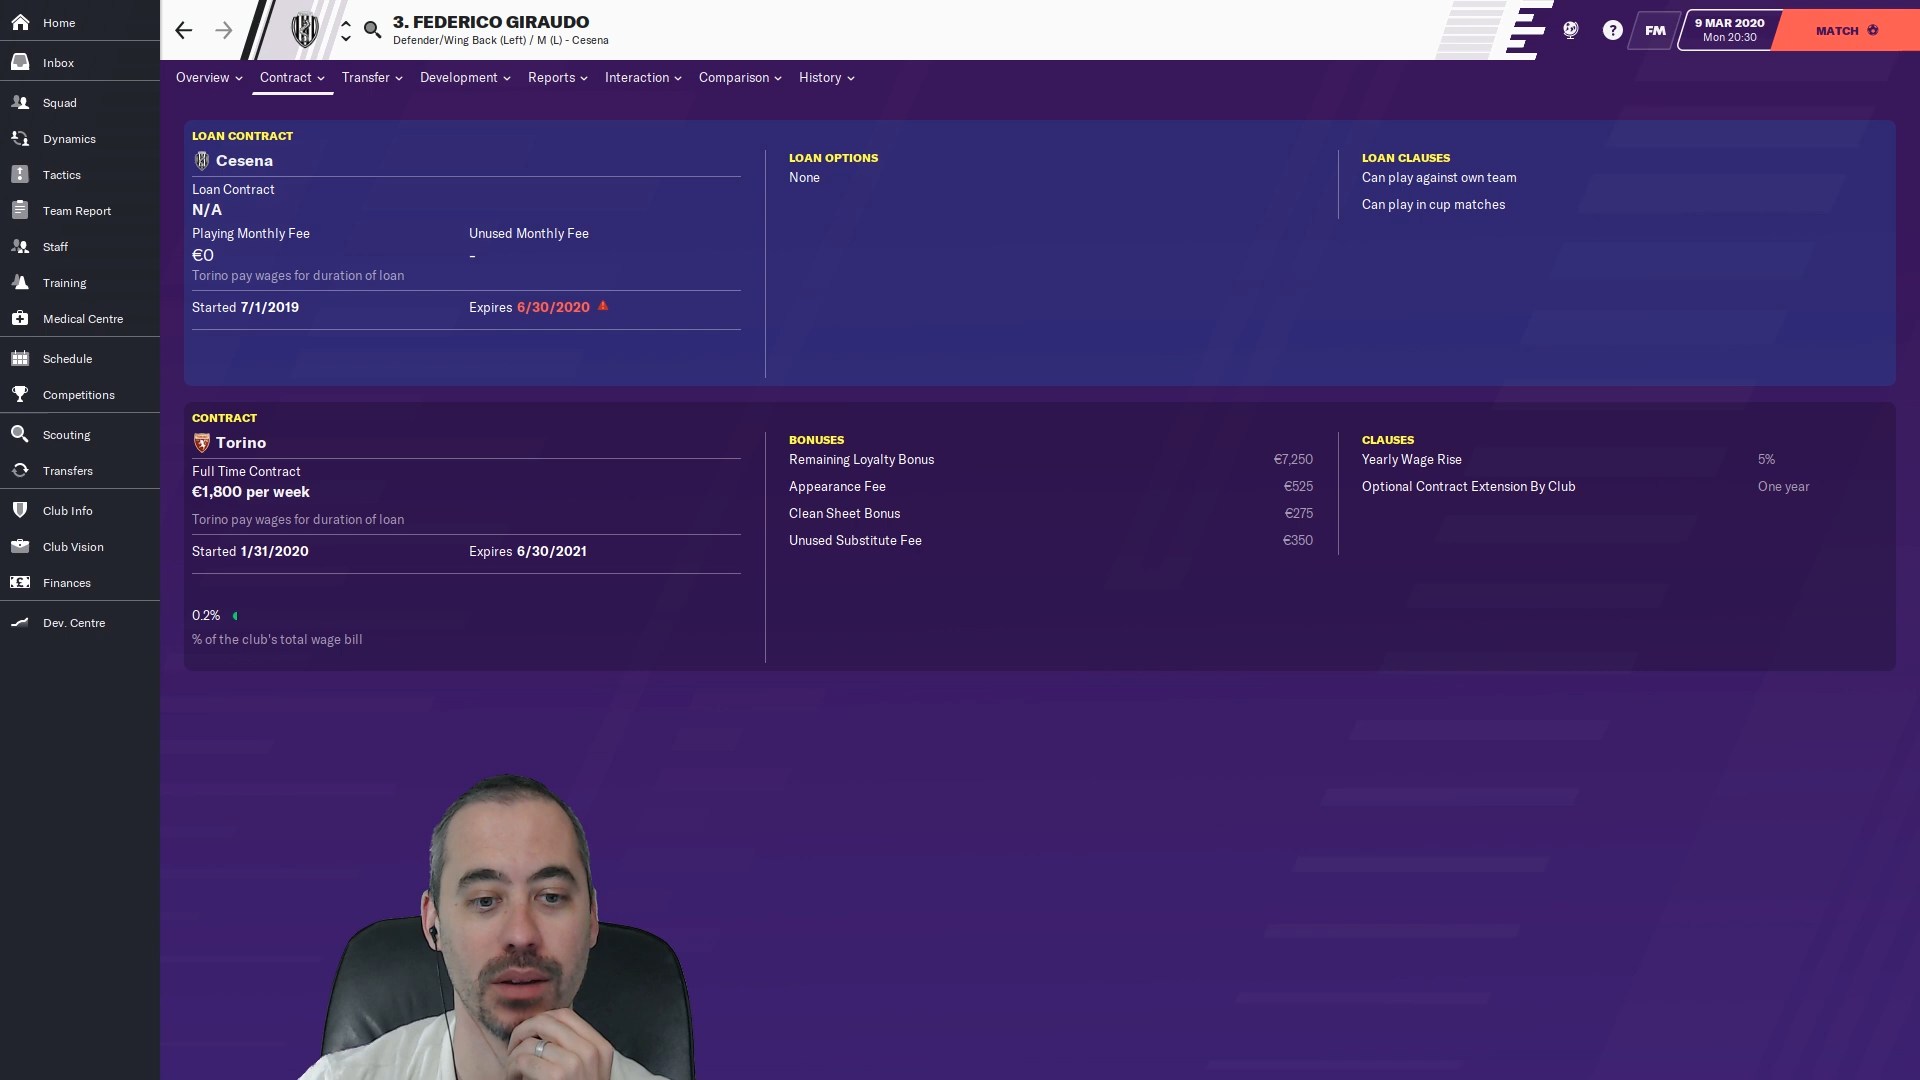 Home
Inbox
Squad
Dynamics
Tactics
Team Report
Staff
Training
Medical Centre
Schedule
Competitions
Scouting
Transfers
Club Info
Club Vision
Finances
Dev. Centre
3. FEDERICO GIRAUDO
Defender/Wing Back (Left) / M (L) - Cesena
?
FM
9 MAR 2020
Mon 20:30
MATCH
Overview
Contract
Transfer
Development
Reports
Interaction
Comparison
History
LOAN CONTRACT
Cesena
Loan Contract
N/A
Playing Monthly Fee
Unused Monthly Fee
€0
-
Torino pay wages for duration of loan
Started 7/1/2019
Expires 6/30/2020
LOAN OPTIONS
None
LOAN CLAUSES
Can play against own team
Can play in cup matches
CONTRACT
Torino
Full Time Contract
€1,800 per week
Torino pay wages for duration of loan
Started 1/31/2020
Expires 6/30/2021
0.2%
% of the club's total wage bill
BONUSES
Remaining Loyalty Bonus €7,250
Appearance Fee €525
Clean Sheet Bonus €275
Unused Substitute Fee €350
CLAUSES
Yearly Wage Rise 5%
Optional Contract Extension By Club One year